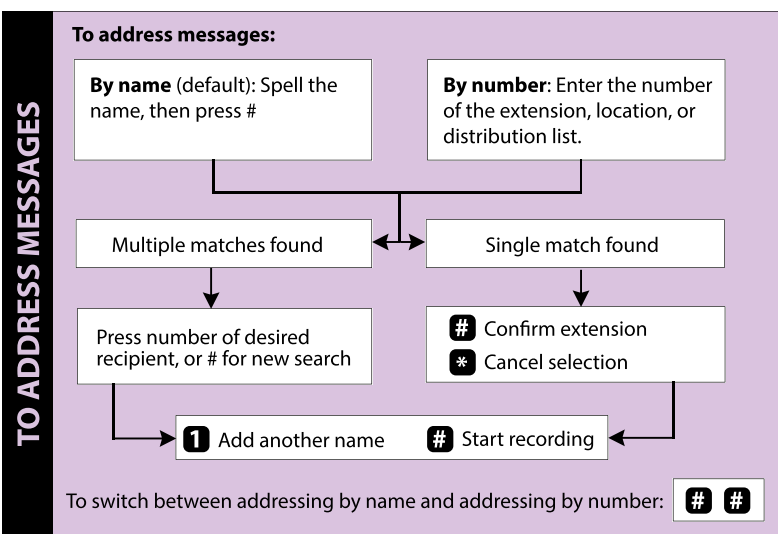 TO ADDRESS MESSAGES
To address messages:
By name (default): Spell the
name, then press #
By number: Enter the number
of the extension, location, or
distribution list.
Multiple matches found
Single match found
Press number of desired
recipient, or # for new search
# Confirm extension
* Cancel selection
1 Add another name
# Start recording
To switch between addressing by name and addressing by number: # #